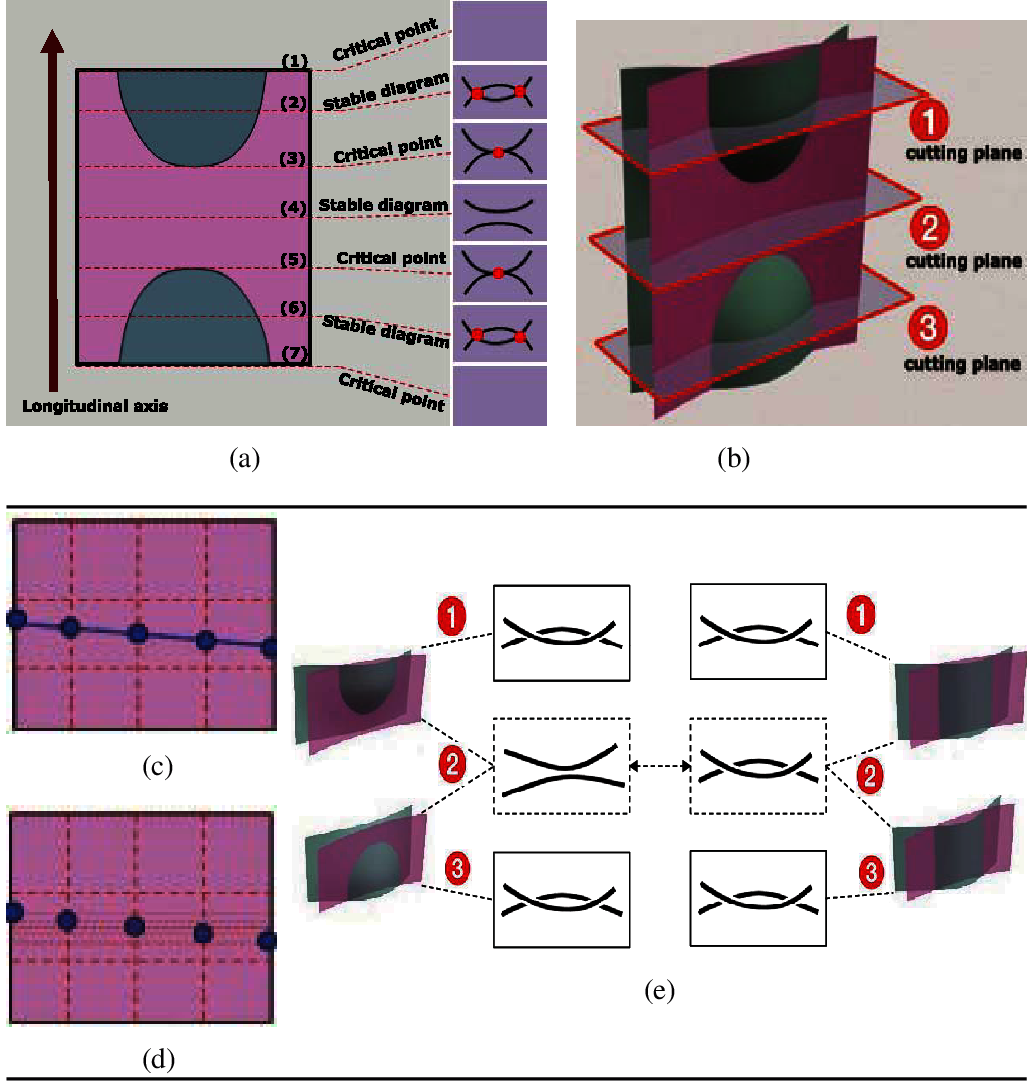 (1)
Critical point
(2)
Stable diagram
(3)
Critical point
(4)
Stable diagram
(5)
Critical point
(6)
Stable diagram
(7)
Critical point
Longitudinal axis
(a)
1
cutting plane
2
cutting plane
3
cutting plane
(b)
(c)
(d)
1
1
2
2
3
3
(e)